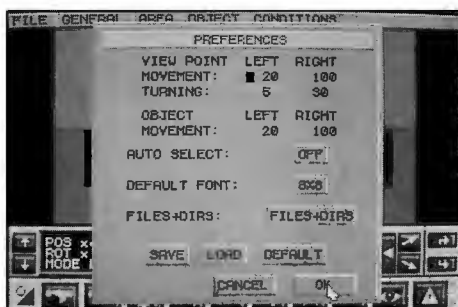 FILE GENERAL AREA OBJECT CONDITIONS
PREFERENCES
VIEW POINT LEFT RIGHT
MOVEMENT: 20 100
TURNING: 5 30
OBJECT LEFT RIGHT
MOVEMENT: 20 100
AUTO SELECT: OFF
DEFAULT FONT: 8X8
FILES+DIRS: FILES+DIRS
POS X
ROT X
MODE
SAVE LOAD DEFAULT
CANCEL OK